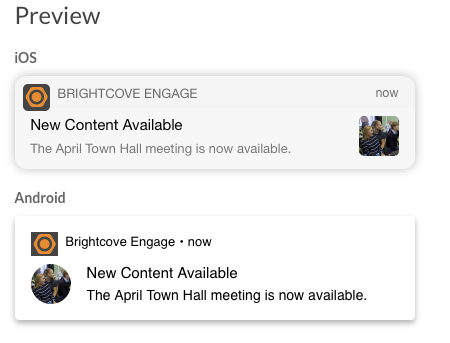 Preview
iOS
BRIGHTCOVE ENGAGE now
New Content Available
The April Town Hall meeting is now available.
Android
Brightcove Engage • now
New Content Available
The April Town Hall meeting is now available.